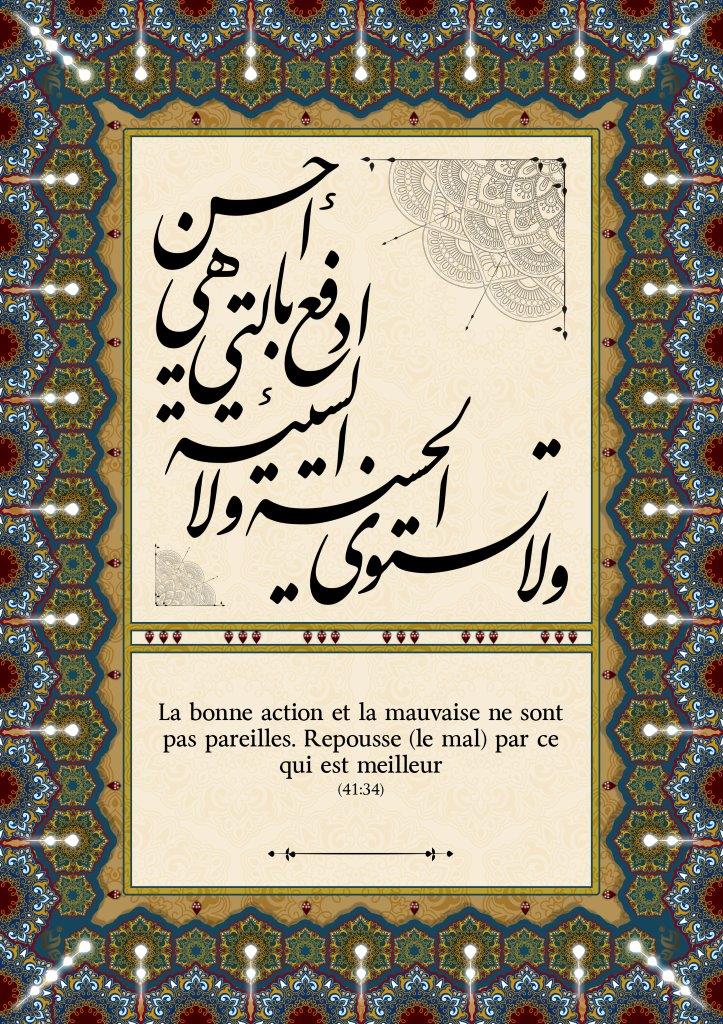 ولا تستوي الحسنة ولا
السيئة
ادفع بالتي هي
أحسن
La bonne action et la mauvaise ne sont
pas pareilles. Repousse (le mal) par ce
qui est meilleur
(41:34)